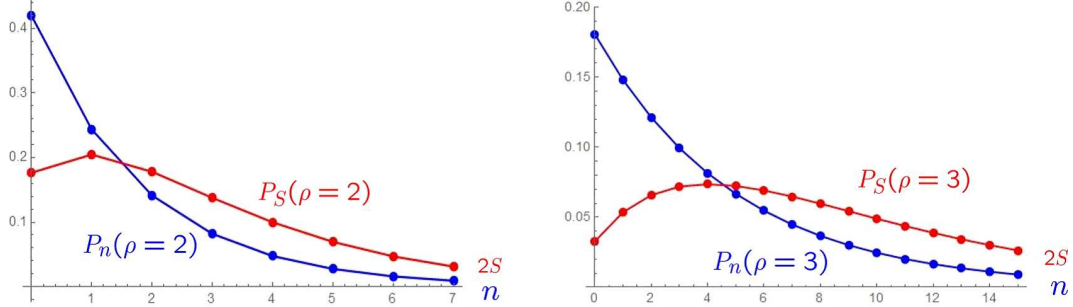 0.4
0.3
0.2
0.1
P_S(ρ = 2)
P_n(ρ = 2)
2S
1 2 3 4 5 6 7 n
0.20
0.15
0.10
0.05
P_S(ρ = 3)
P_n(ρ = 3)
2S
0 2 4 6 8 10 12 14 n